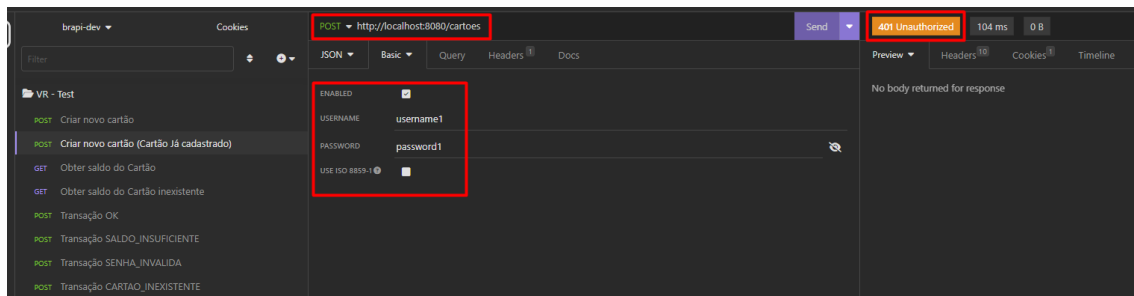 brapi-dev
Cookies
Filter
VR - Test
POST Criar novo cartão
POST Criar novo cartão (Cartão Já cadastrado)
GET Obter saldo do Cartão
GET Obter saldo do Cartão inexistente
POST Transação OK
POST Transação SALDO_INSUFICIENTE
POST Transação SENHA_INVALIDA
POST Transação CARTAO_INEXISTENTE
POST http://localhost:8080/cartoes
Send
JSON Basic Query Headers 1 Docs
ENABLED
USERNAME username1
PASSWORD password1
USE ISO 8859-1
401 Unauthorized 104 ms 0 B
Preview Headers 10 Cookies 1 Timeline
No body returned for response